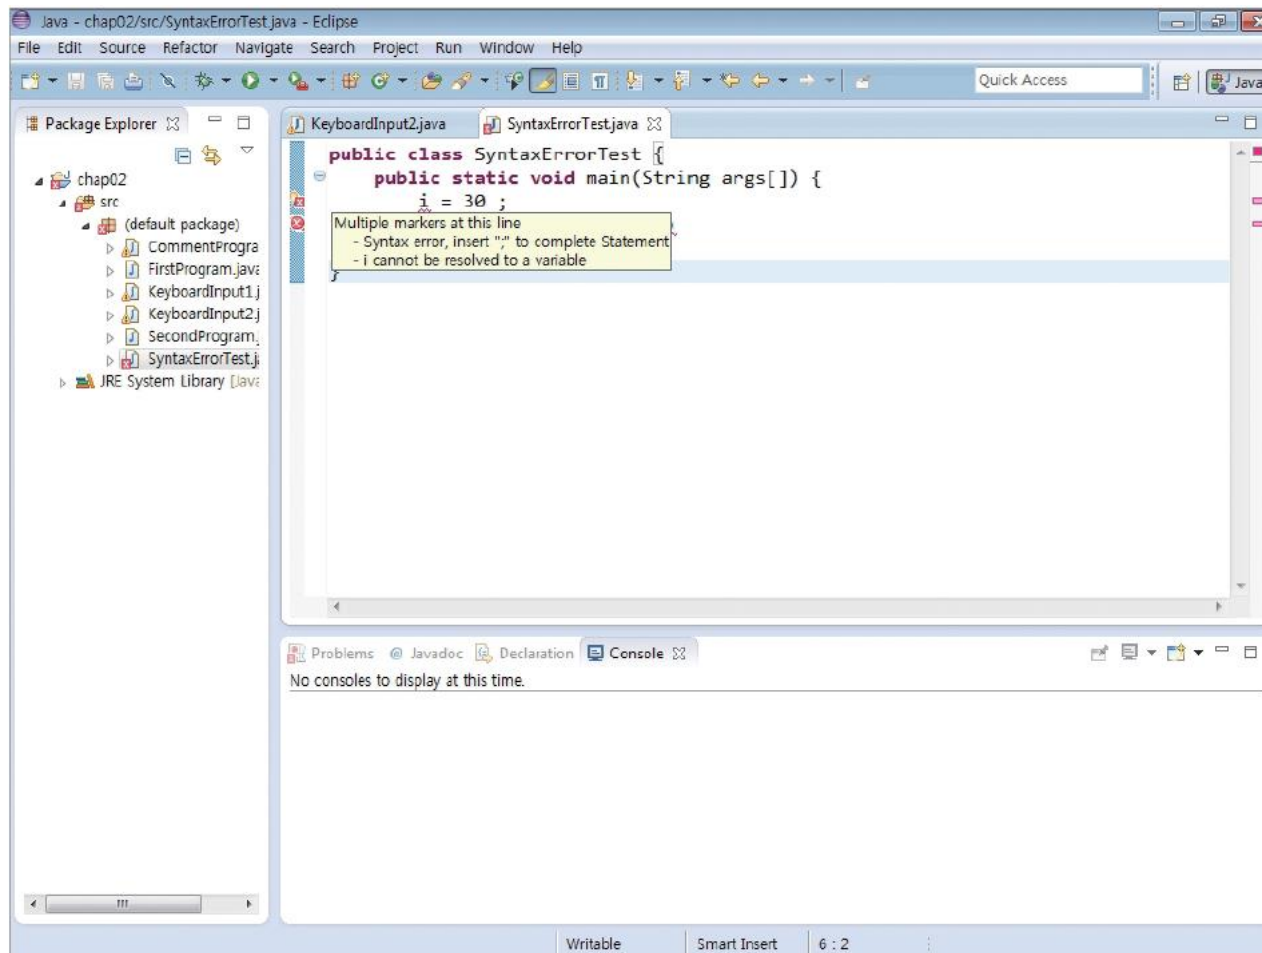 Java - chap02/src/SyntaxErrorTest.java - Eclipse
File Edit Source Refactor Navigate Search Project Run Window Help
Quick Access
Java
Package Explorer
chap02
src
(default package)
CommentProgra
FirstProgram.java
KeyboardInput1.j
KeyboardInput2.j
SecondProgram.
SyntaxErrorTest.j
JRE System Library [Java
KeyboardInput2.java
SyntaxErrorTest.java
public class SyntaxErrorTest {
public static void main(String args[]) {
i = 30 ;
Multiple markers at this line
- Syntax error, insert ";" to complete Statement
- i cannot be resolved to a variable
}
Problems @ Javadoc Declaration Console
No consoles to display at this time.
Writable Smart Insert 6 : 2